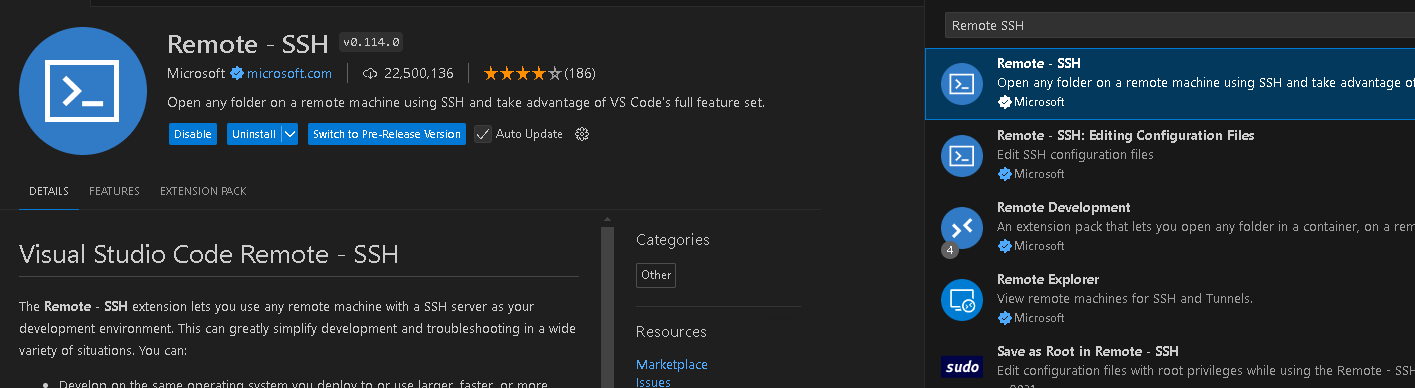 Remote - SSH v0.114.0
Microsoft microsoft.com 22,500,136 (186)
Open any folder on a remote machine using SSH and take advantage of VS Code's full feature set.
Disable Uninstall Switch to Pre-Release Version Auto Update
DETAILS FEATURES EXTENSION PACK
Visual Studio Code Remote - SSH
The Remote - SSH extension lets you use any remote machine with a SSH server as your
development environment. This can greatly simplify development and troubleshooting in a wide
variety of situations. You can:
Develop on the same operating system you deploy to or use larger, faster, or more
Categories
Other
Resources
Marketplace
Issues
Remote SSH
Remote - SSH
Open any folder on a remote machine using SSH and take advantage of
Microsoft
Remote - SSH: Editing Configuration Files
Edit SSH configuration files
Microsoft
Remote Development
An extension pack that lets you open any folder in a container, on a rem
4
Microsoft
Remote Explorer
View remote machines for SSH and Tunnels.
Microsoft
sudo
Save as Root in Remote - SSH
Edit configuration files with root privileges while using the Remote - SSH